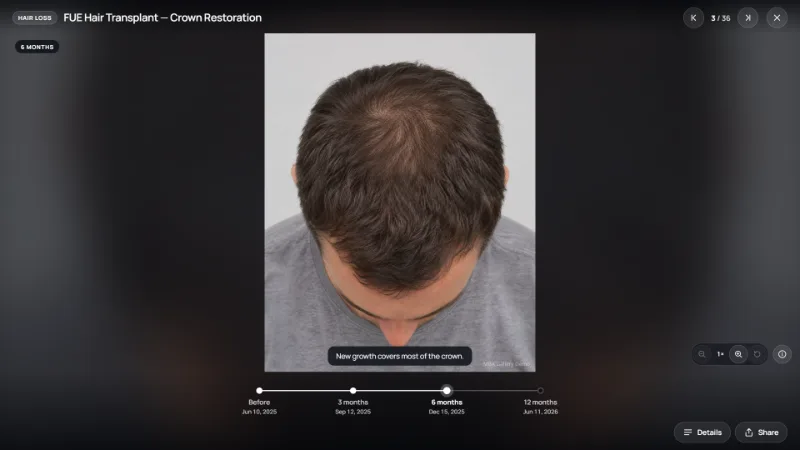 HAIR LOSS
FUE Hair Transplant — Crown Restoration
3 / 36
6 MONTHS
New growth covers most of the crown.
1×
Before
Jun 10, 2025
3 months
Sep 12, 2025
6 months
Dec 15, 2025
12 months
Jun 11, 2026
Details
Share